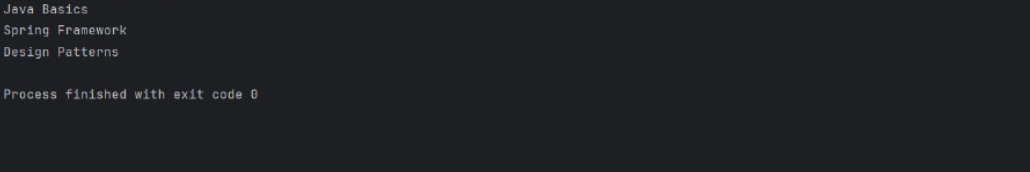 Java Basics
Spring Framework
Design Patterns
Process finished with exit code 0